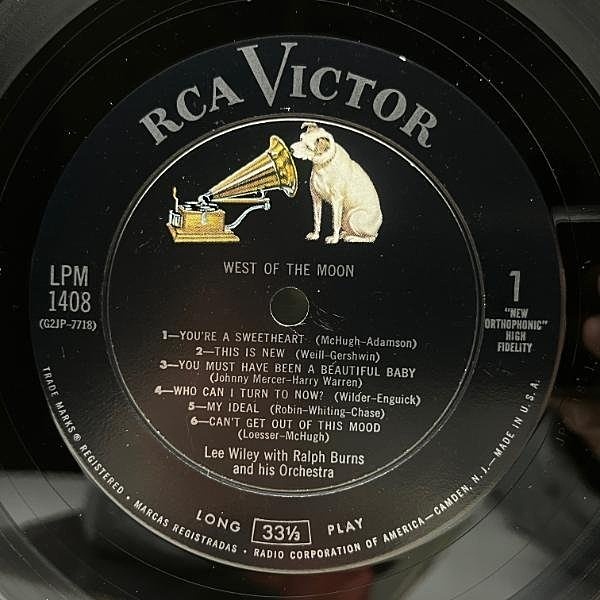 RCA VICTOR
WEST OF THE MOON
LPM
1408
(G2JP-7718)
1
"NEW
ORTHOPHONIC"
HIGH
FIDELITY
1—YOU'RE A SWEETHEART (McHugh-Adamson)
2—THIS IS NEW (Weill-Gershwin)
3—YOU MUST HAVE BEEN A BEAUTIFUL BABY
(Johnny Mercer-Harry Warren)
4—WHO CAN I TURN TO NOW? (Wilder-Enguick)
5—MY IDEAL (Robin-Whiting-Chase)
6—CAN'T GET OUT OF THIS MOOD
(Loesser-McHugh)
Lee Wiley with Ralph Burns
and his Orchestra
LONG 33⅓ PLAY
TRADE MARKS ® REGISTERED • MARCAS REGISTRADAS • RADIO CORPORATION OF AMERICA—CAMDEN, N. J.—MADE IN U.S.A.